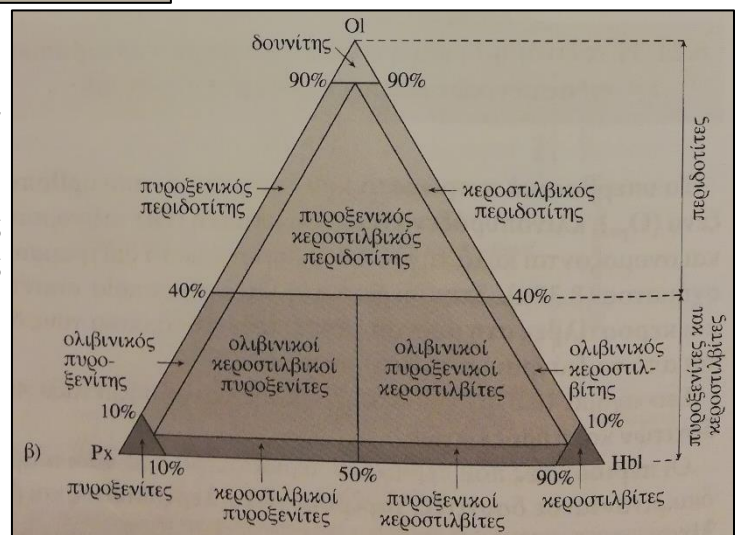 Ol
δουνίτης
90%
90%
πυροξενικός
περιδοτίτης
κεροστιλβικός
περιδοτίτης
πυροξενικός
κεροστιλβικός
περιδοτίτης
περιδοτίτες
40%
40%
ολιβινικός
πυρο-
ξενίτης
ολιβινικοί
κεροστιλβικοί
πυροξενίτες
ολιβινικοί
πυροξενικοί
κεροστιλβίτες
ολιβινικός
κεροστιλ-
βίτης
πυροξενίτες και
κεροστιλβίτες
10%
10%
β)
Px
Hbl
10%
50%
90%
πυροξενίτες
κεροστιλβικοί
πυροξενίτες
πυροξενικοί
κεροστιλβίτες
κεροστιλβίτες